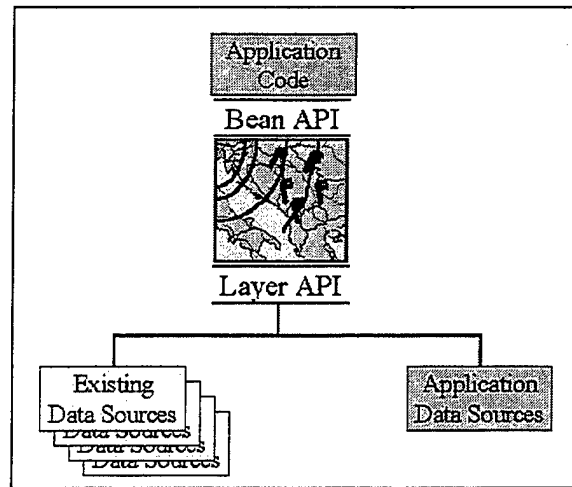 Application
Code
Bean API
Layer API
Existing
Data Sources
Data Sources
Data Sources
Data Sources
Application
Data Sources